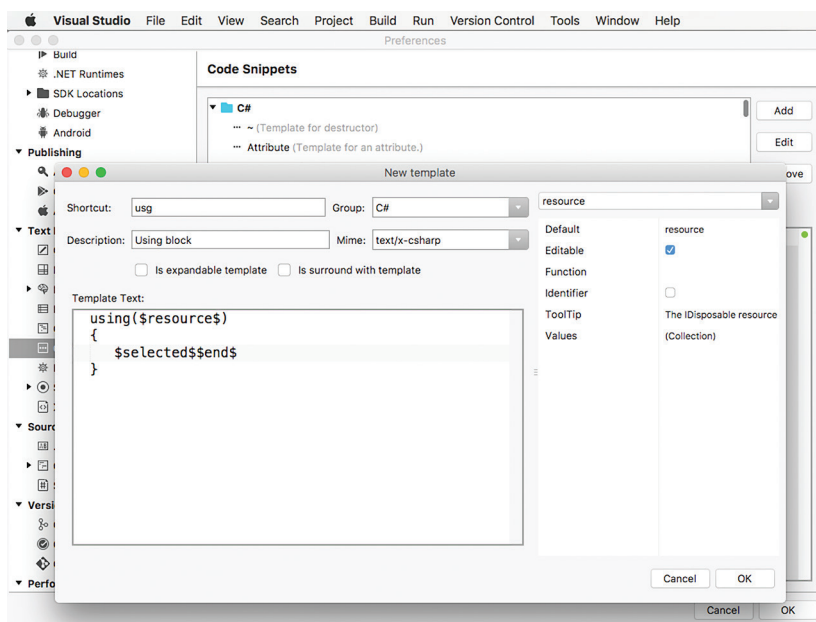 Visual Studio File Edit View Search Project Build Run Version Control Tools Window Help
Preferences
Build
.NET Runtimes
SDK Locations
Debugger
Android
Publishing
Text
Sourc
Versi
Perfo
Code Snippets
C#
~ (Template for destructor)
Attribute (Template for an attribute.)
Add
Edit
ove
New template
Shortcut: usg Group: C#
Description: Using block Mime: text/x-csharp
Is expandable template Is surround with template
Template Text:
using($resource$)
{
$selected$$end$
}
resource
Default resource
Editable
Function
Identifier
ToolTip The IDisposable resource
Values (Collection)
Cancel OK
Cancel OK